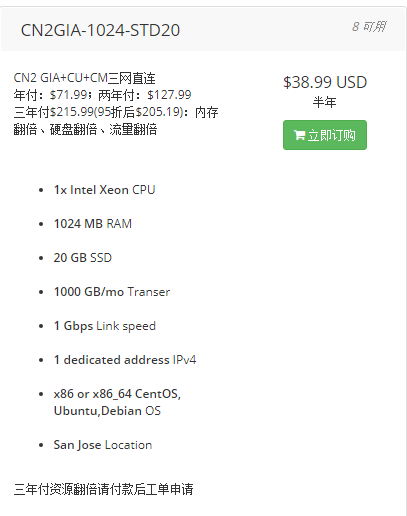 CN2GIA-1024-STD20
8 可用
CN2 GIA+CU+CM三网直连
年付：$71.99；两年付：$127.99
三年付$215.99(95折后$205.19)：内存
翻倍、硬盘翻倍、流量翻倍
$38.99 USD
半年
立即订购
1x Intel Xeon CPU
1024 MB RAM
20 GB SSD
1000 GB/mo Transer
1 Gbps Link speed
1 dedicated address IPv4
x86 or x86_64 CentOS,
Ubuntu,Debian OS
San Jose Location
三年付资源翻倍请付款后工单申请